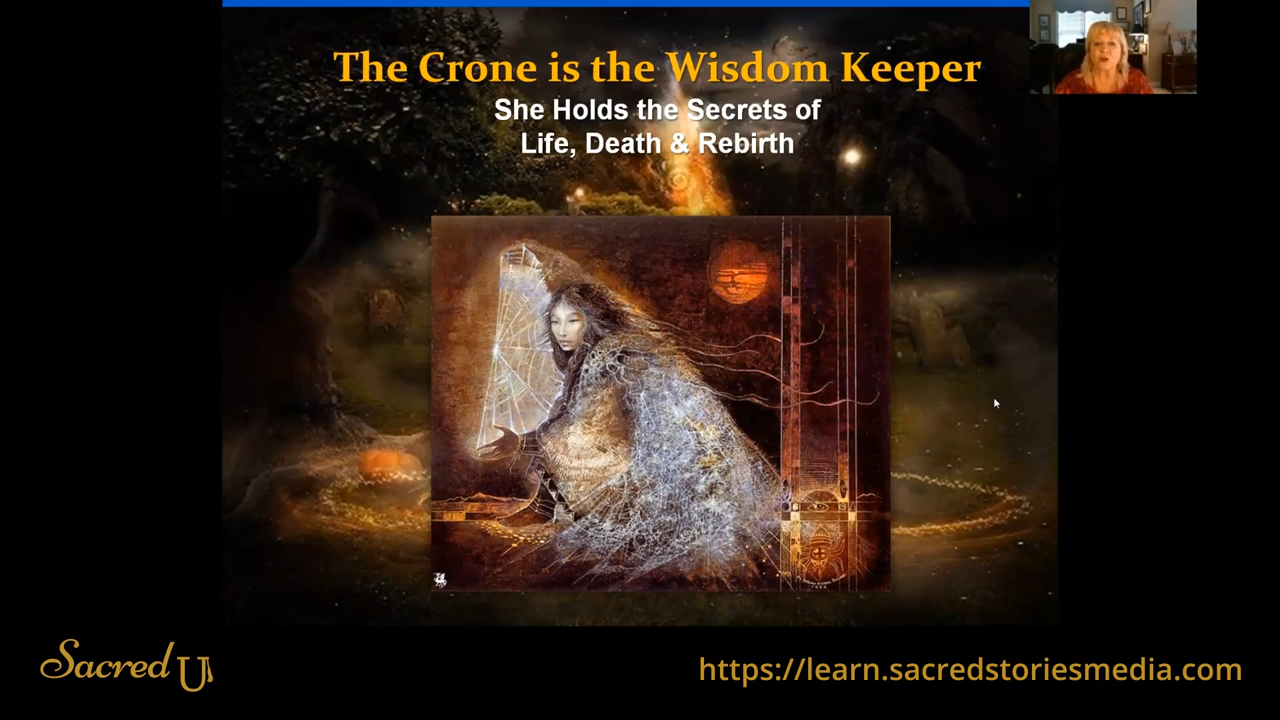 The Crone is the Wisdom Keeper
She Holds the Secrets of
Life, Death & Rebirth
Sacred U
https://learn.sacredstoriesmedia.com